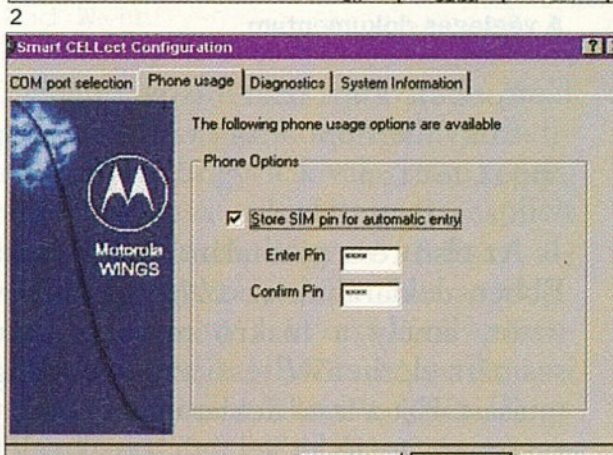 2
Smart CELLect Configuration
COM port selection Phone usage Diagnostics System Information
The following phone usage options are available
Phone Options
Store SIM pin for automatic entry
Enter Pin ****
Confirm Pin ****
Motorola
WINGS